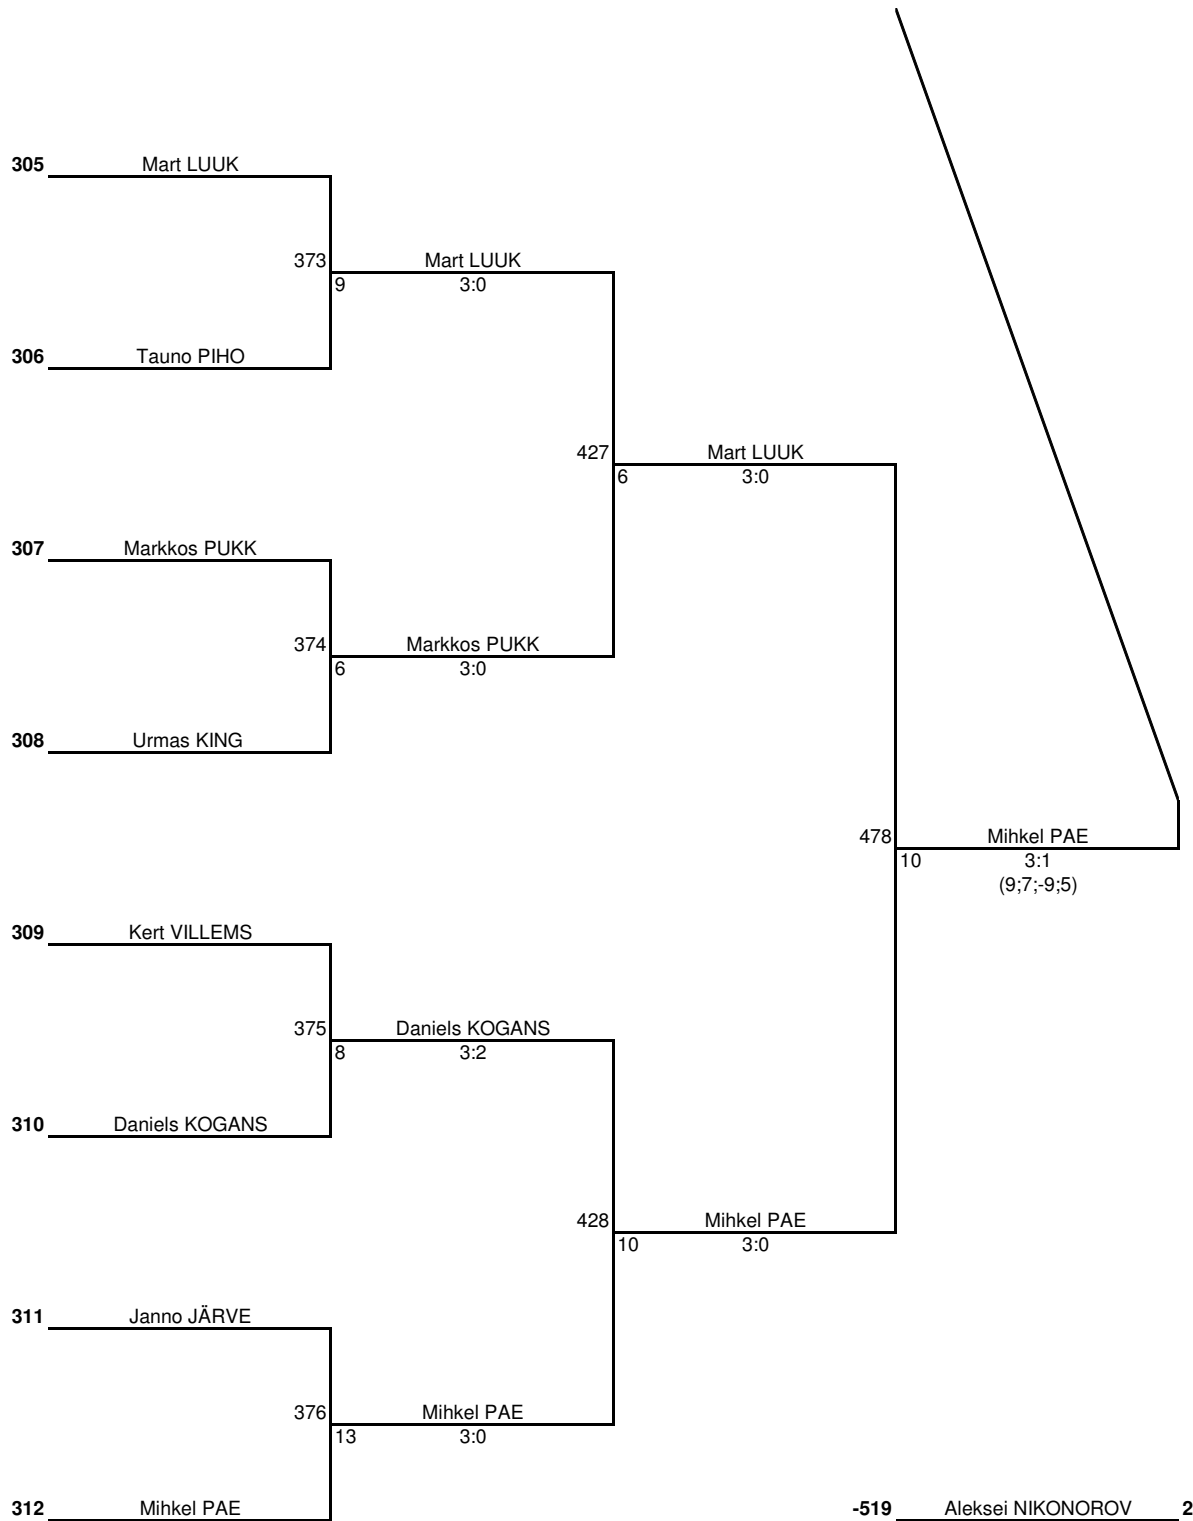 305 Mart LUUK
373 Mart LUUK
9 3:0
306 Tauno PIHO
427 Mart LUUK
6 3:0
307 Markkos PUKK
374 Markkos PUKK
6 3:0
308 Urmas KING
478 Mihkel PAE
10 3:1
(9;7;-9;5)
309 Kert VILLEMS
375 Daniels KOGANS
8 3:2
310 Daniels KOGANS
428 Mihkel PAE
10 3:0
311 Janno JÄRVE
376 Mihkel PAE
13 3:0
312 Mihkel PAE
-519 Aleksei NIKONOROV 2